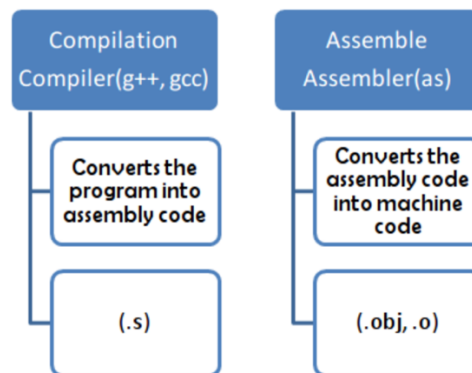 Compilation
Compiler(g++, gcc)
Converts the
program into
assembly code
(.s)
Assemble
Assembler(as)
Converts the
assembly code
into machine
code
(.obj, .o)